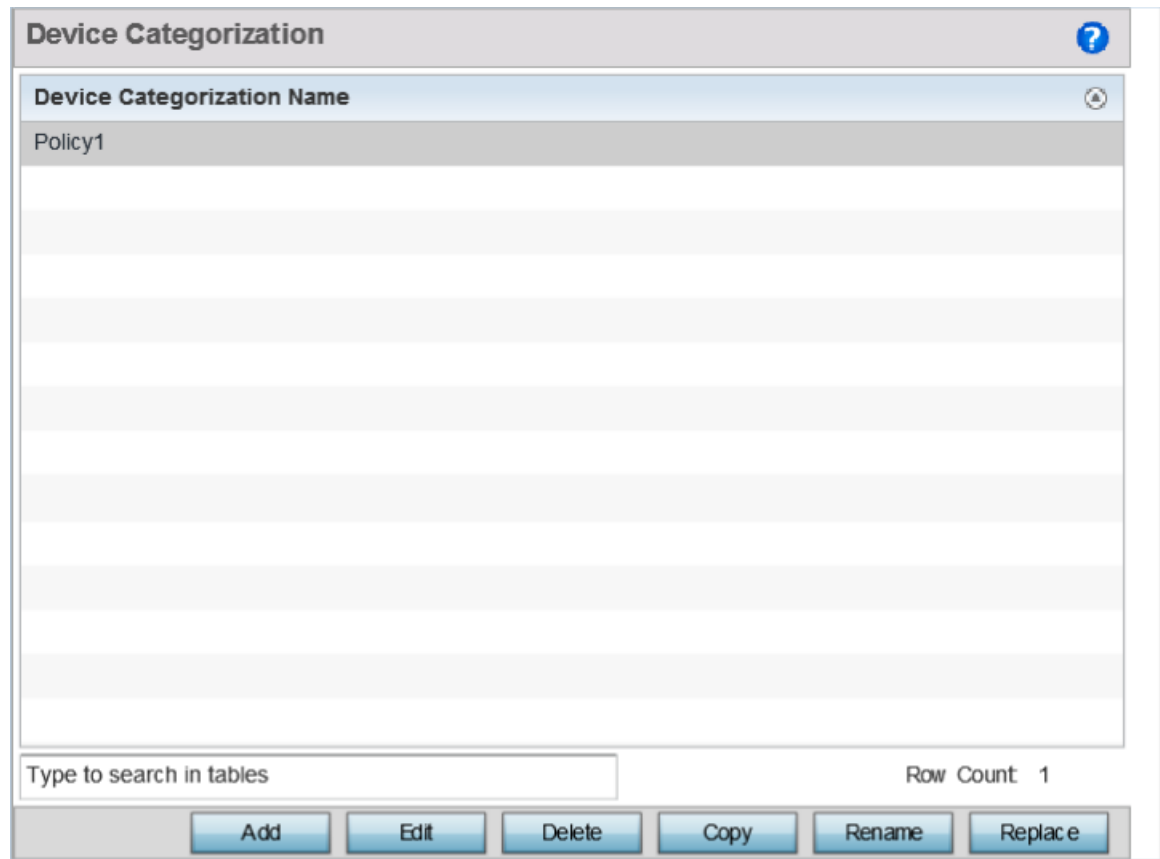 Device Categorization
?
Device Categorization Name
Policy1
Type to search in tables
Row Count: 1
Add Edit Delete Copy Rename Replace